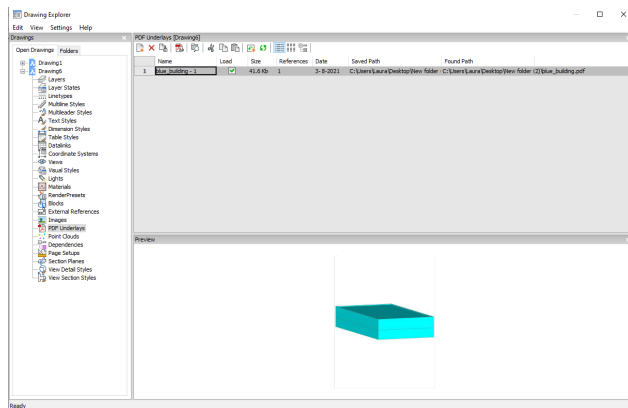 Drawing Explorer
Edit View Settings Help
Drawings
PDF Underlays [Drawing6]
Open Drawings Folders
Drawing1
Drawing6
Layers
Layer States
Linetypes
Multiline Styles
Multileader Styles
Text Styles
Dimension Styles
Table Styles
Datalinks
Coordinate Systems
Views
Visual Styles
Lights
Materials
RenderPresets
Blocks
External References
Images
PDF Underlays
Point Clouds
Dependencies
Page Setups
Section Planes
View Detail Styles
View Section Styles
Name Load Size References Date Saved Path Found Path
1 blue_building - 1 41.6 Kb 1 3- 8-2021 C:\Users\Laura\Desktop\New folder C:\Users\Laura\Desktop\New folder (2)\blue_building.pdf
Preview
Ready